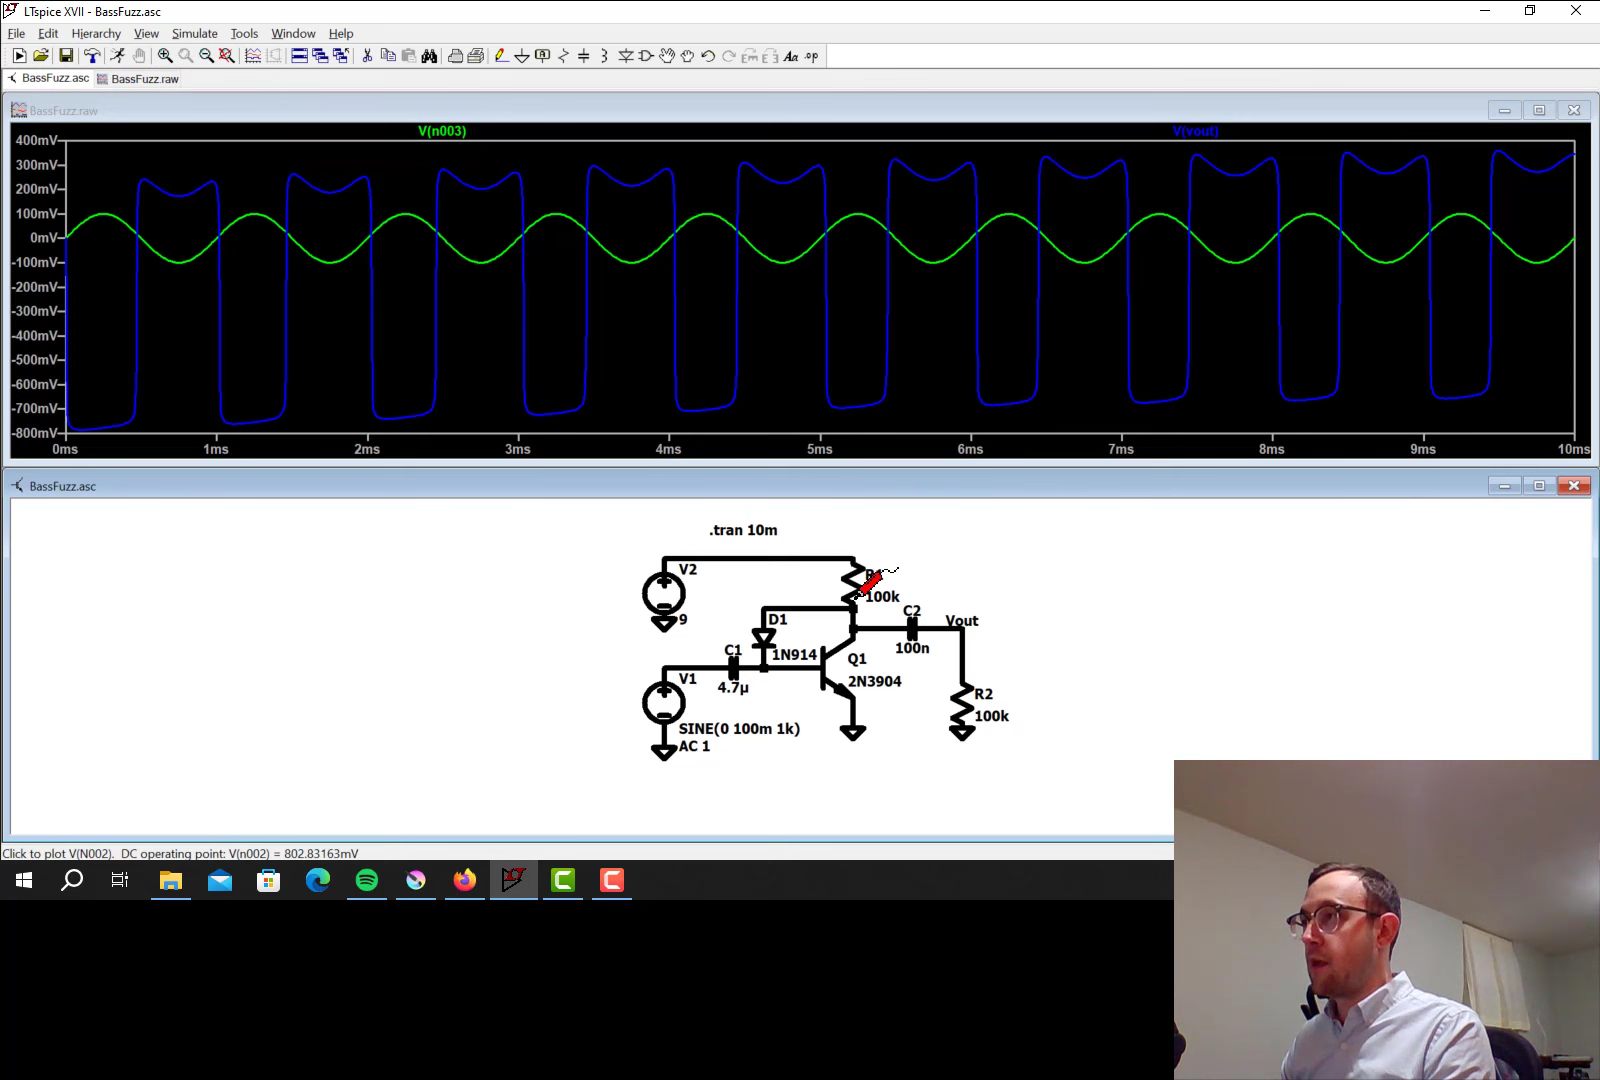 LTspice XVII - BassFuzz.asc
File Edit Hierarchy View Simulate Tools Window Help
BassFuzz.asc BassFuzz.raw
BassFuzz.raw
V(n003) V(vout)
400mV
300mV
200mV
100mV
0mV
-100mV
-200mV
-300mV
-400mV
-500mV
-600mV
-700mV
-800mV
0ms 1ms 2ms 3ms 4ms 5ms 6ms 7ms 8ms 9ms 10ms
BassFuzz.asc
.tran 10m
V2
9
100k
D1
1N914
C2
100n
Vout
C1
4.7µ
Q1
2N3904
V1
SINE(0 100m 1k)
AC 1
R2
100k
Click to plot V(N002). DC operating point: V(n002) = 802.83163mV